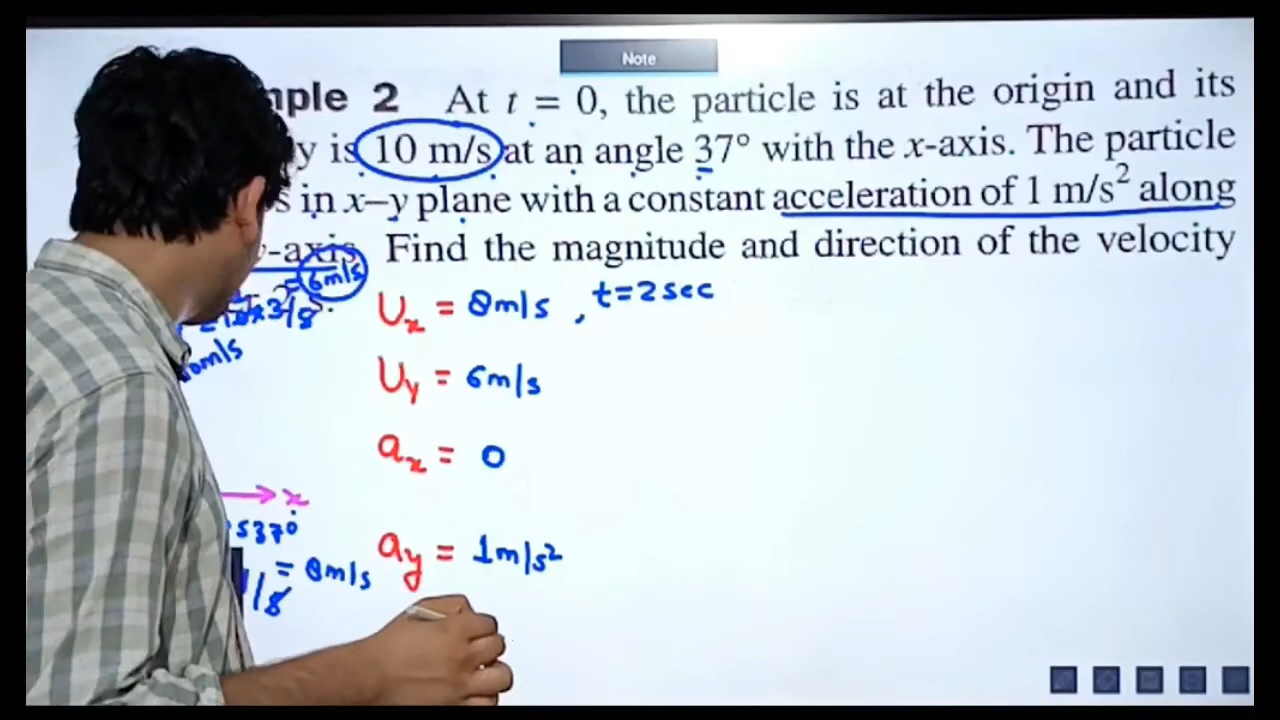 Note
mple 2 At t = 0, the particle is at the origin and its
y is 10 m/s at an angle 37° with the x-axis. The particle
s in x–y plane with a constant acceleration of 1 m/s² along
-axis. Find the magnitude and direction of the velocity
= 6m/s
Ux = 8m/s , t=2sec
10m/s
Uy = 6m/s
ax = 0
x
s37°
ay = 1m/s²
= 8m/s